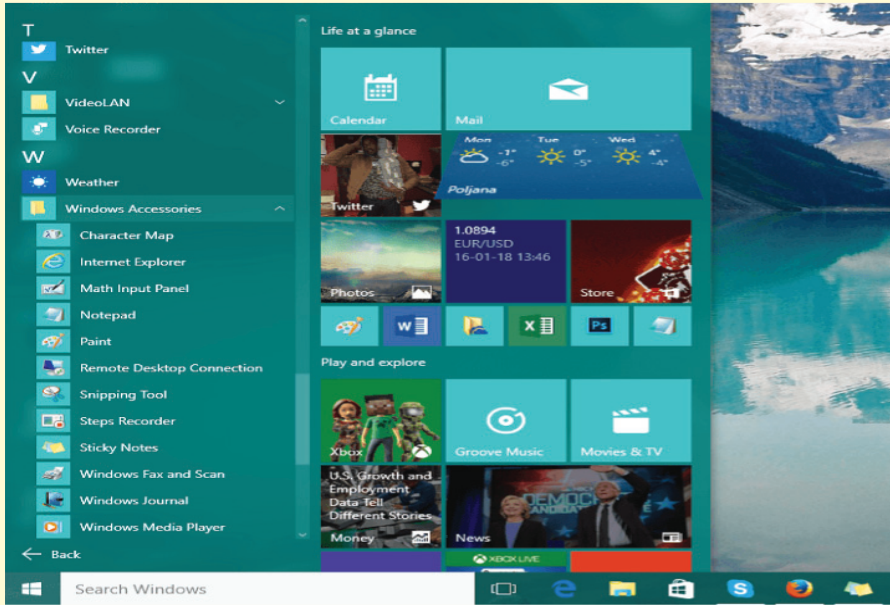 T
Twitter
V
VideoLAN
Voice Recorder
W
Weather
Windows Accessories
Character Map
Internet Explorer
Math Input Panel
Notepad
Paint
Remote Desktop Connection
Snipping Tool
Steps Recorder
Sticky Notes
Windows Fax and Scan
Windows Journal
Windows Media Player
Back
Search Windows
Life at a glance
Calendar
Mail
Twitter
Mon Tue Wed
-1° 0° 4°
-6° -5° -4°
Poljana
Photos
1.0894
EUR/USD
16-01-18 13:46
Store
W
X
Ps
Play and explore
Xbox
Groove Music
Movies & TV
U.S. Growth and
Employment
Data Tell
Different Stories
Money
DEMOC
CANDIDATE
News
XBOX LIVE
S